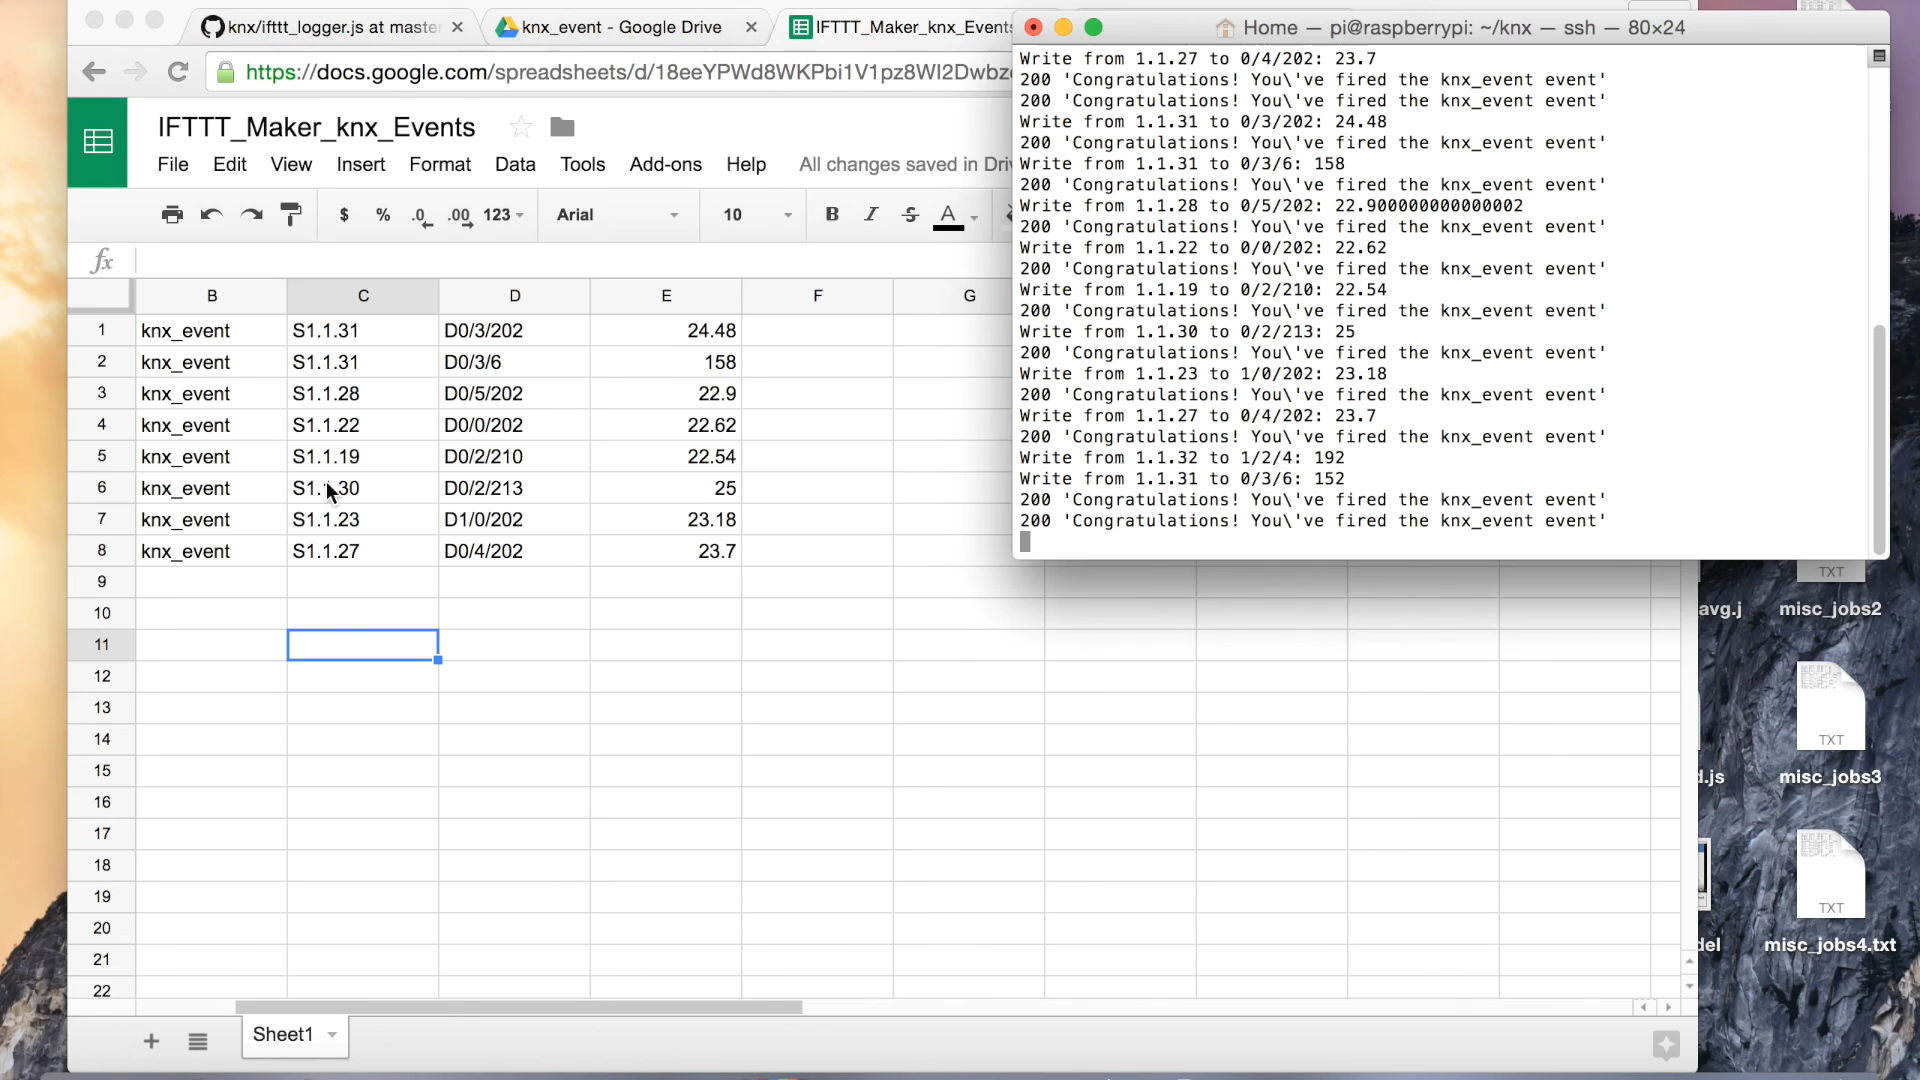 knx/ifttt_logger.js at master
knx_event - Google Drive
IFTTT_Maker_knx_Events
https://docs.google.com/spreadsheets/d/18eeYPWd8WKPbi1V1pz8WI2Dwbz
IFTTT_Maker_knx_Events
File Edit View Insert Format Data Tools Add-ons Help All changes saved in Dri
$ % .0 .00 123 Arial 10 B I S A
fx
B C D E F G
1 knx_event S1.1.31 D0/3/202 24.48
2 knx_event S1.1.31 D0/3/6 158
3 knx_event S1.1.28 D0/5/202 22.9
4 knx_event S1.1.22 D0/0/202 22.62
5 knx_event S1.1.19 D0/2/210 22.54
6 knx_event S1.1.30 D0/2/213 25
7 knx_event S1.1.23 D1/0/202 23.18
8 knx_event S1.1.27 D0/4/202 23.7
9
10
11
12
13
14
15
16
17
18
19
20
21
22
Sheet1
Home — pi@raspberrypi: ~/knx — ssh — 80×24
Write from 1.1.27 to 0/4/202: 23.7
200 'Congratulations! You\'ve fired the knx_event event'
200 'Congratulations! You\'ve fired the knx_event event'
Write from 1.1.31 to 0/3/202: 24.48
200 'Congratulations! You\'ve fired the knx_event event'
Write from 1.1.31 to 0/3/6: 158
200 'Congratulations! You\'ve fired the knx_event event'
Write from 1.1.28 to 0/5/202: 22.900000000000002
200 'Congratulations! You\'ve fired the knx_event event'
Write from 1.1.22 to 0/0/202: 22.62
200 'Congratulations! You\'ve fired the knx_event event'
Write from 1.1.19 to 0/2/210: 22.54
200 'Congratulations! You\'ve fired the knx_event event'
Write from 1.1.30 to 0/2/213: 25
200 'Congratulations! You\'ve fired the knx_event event'
Write from 1.1.23 to 1/0/202: 23.18
200 'Congratulations! You\'ve fired the knx_event event'
Write from 1.1.27 to 0/4/202: 23.7
200 'Congratulations! You\'ve fired the knx_event event'
Write from 1.1.32 to 1/2/4: 192
Write from 1.1.31 to 0/3/6: 152
200 'Congratulations! You\'ve fired the knx_event event'
200 'Congratulations! You\'ve fired the knx_event event'
TXT
avg.j misc_jobs2
TXT
d.js misc_jobs3
TXT
del misc_jobs4.txt